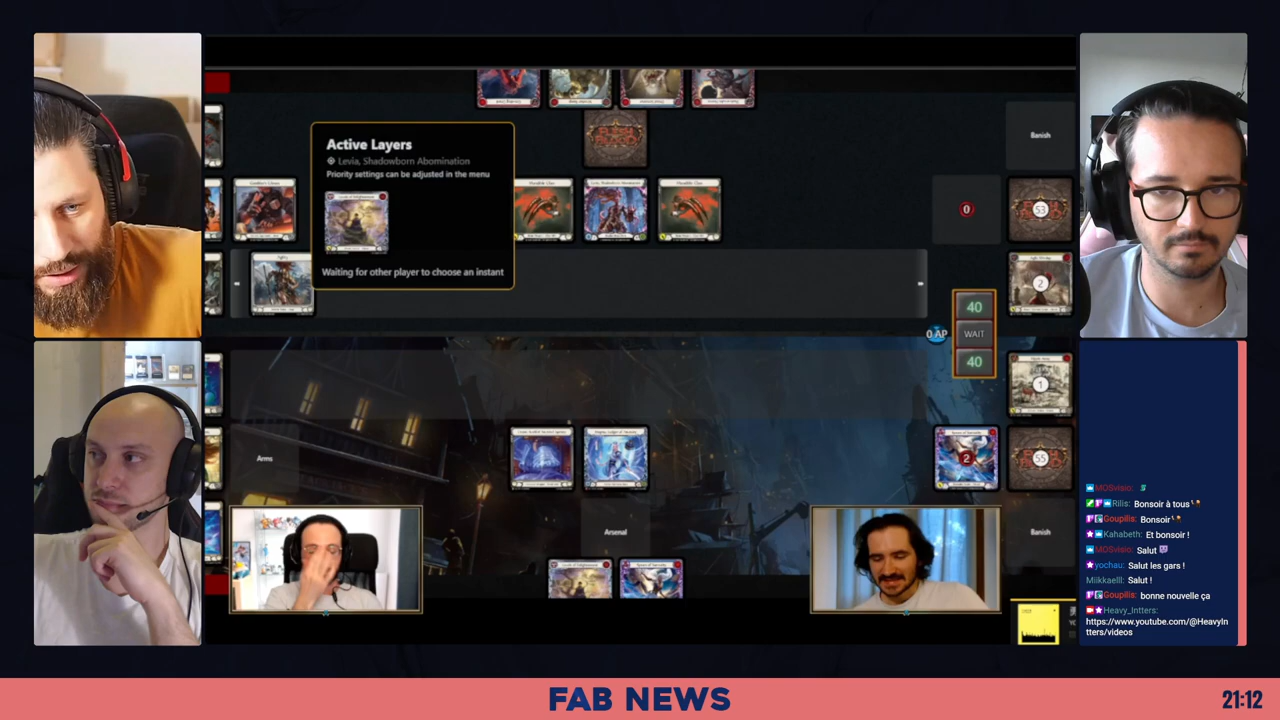 Active Layers
Levia, Shadowborn Abomination
Priority settings can be adjusted in the menu
Waiting for other player to choose an instant
Banish
0
53
2
40
0 AP
WAIT
40
1
Arms
2
55
Arsenal
Banish
MOSvisio:
Rilis: Bonsoir à tous
Goupilis: Bonsoir
Kahabeth: Et bonsoir !
MOSvisio: Salut
yochau: Salut les gars !
Miikkaelll: Salut !
Goupilis: bonne nouvelle ça
Heavy_Intters:
https://www.youtube.com/@HeavyIn
tters/videos
FAB NEWS
21:12